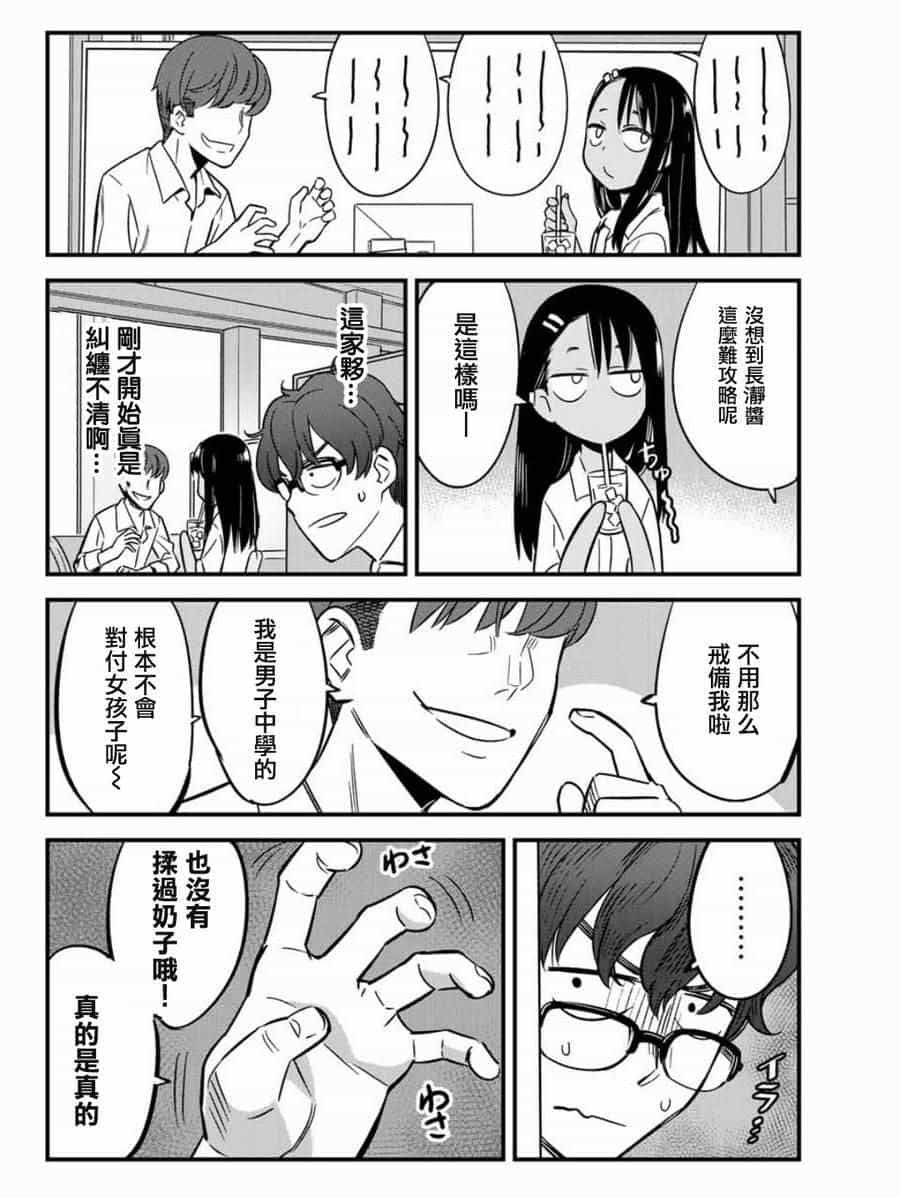 沒想到長瀞醬
這麼難攻略呢
是這樣嗎ー
ちゅ〜
這家夥…
剛才開始眞是
糾纏不清啊…
不用那么
戒備我啦
我是男子中學的
根本不會
對付女孩子呢〜
………
イラ…
わさ
わさ
也沒有
揉過奶子哦！
真的是真的